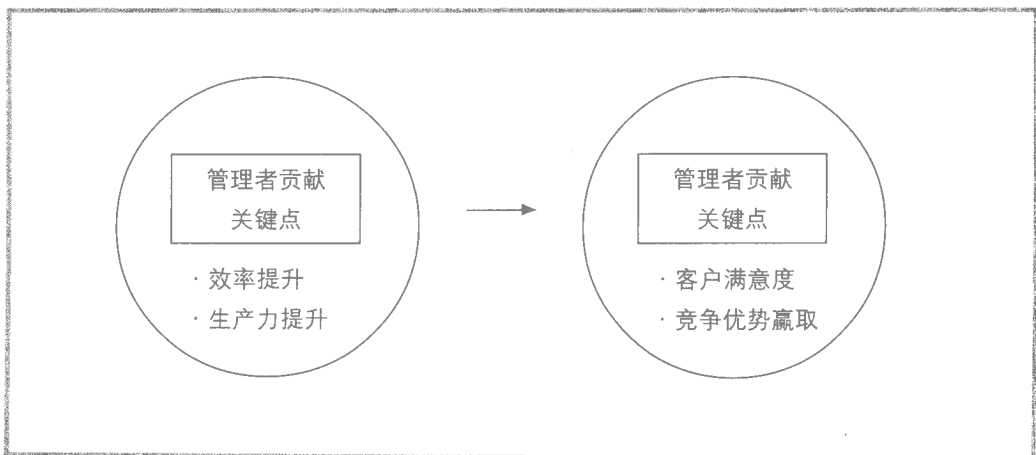 管理者贡献
关键点
· 效率提升
· 生产力提升
管理者贡献
关键点
· 客户满意度
· 竞争优势赢取